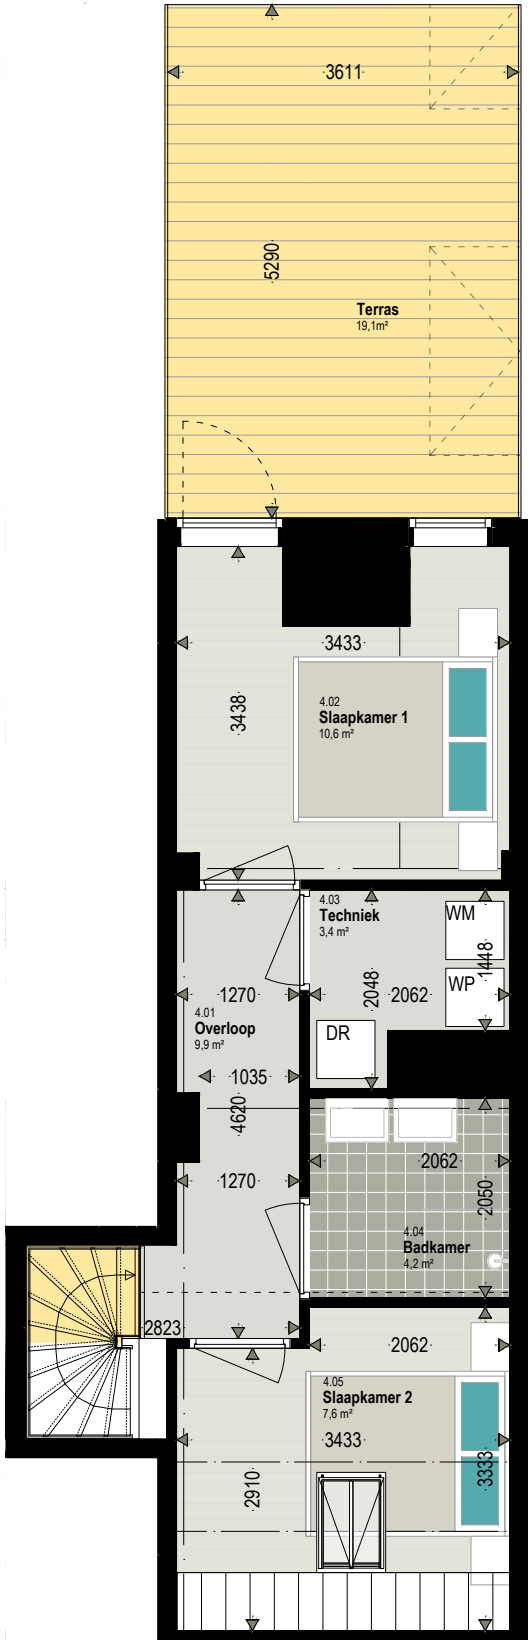 3611
5290
Terras
19,1m²
3433
3438
4.02
Slaapkamer 1
10,6 m²
4.03
Techniek
3,4 m²
WM
1448
WP
2062
2048
1270
4.01
Overloop
9,9 m²
DR
1035
4620
2062
1270
2050
4.04
Badkamer
4,2 m²
2823
2062
4.05
Slaapkamer 2
7,6 m²
3433
3333
2910